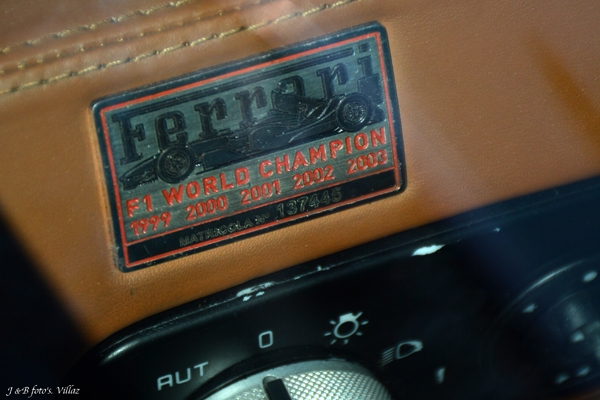 Ferrari
F1 WORLD CHAMPION
1999 2000 2001 2002 2003
MATRICOLA N° 137445
0
AUT
J &B foto's. Villaz